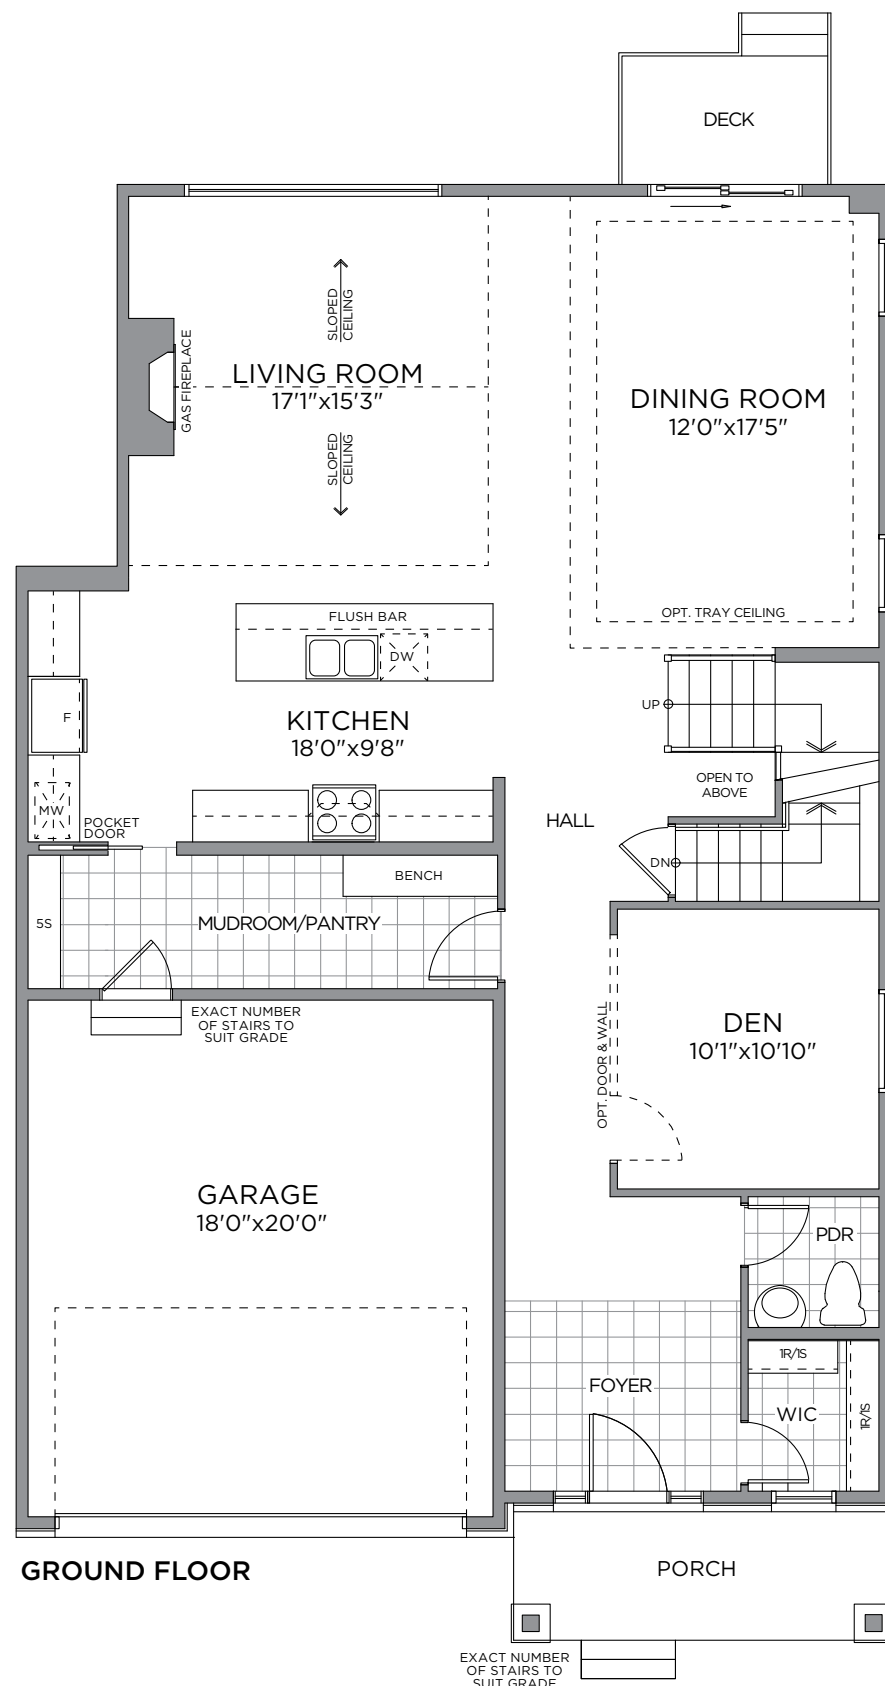 DECK
SLOPED
CEILING
GAS FIREPLACE
LIVING ROOM
17'1"x15'3"
DINING ROOM
12'0"x17'5"
SLOPED
CEILING
OPT. TRAY CEILING
FLUSH BAR
DW
F
KITCHEN
18'0"x9'8"
UP
OPEN TO
ABOVE
MW
POCKET
DOOR
HALL
DN
BENCH
5S
MUDROOM/PANTRY
EXACT NUMBER
OF STAIRS TO
SUIT GRADE
OPT. DOOR & WALL
DEN
10'1"x10'10"
GARAGE
18'0"x20'0"
PDR
1R/1S
FOYER
WIC
1R/1S
GROUND FLOOR
PORCH
EXACT NUMBER
OF STAIRS TO
SUIT GRADE